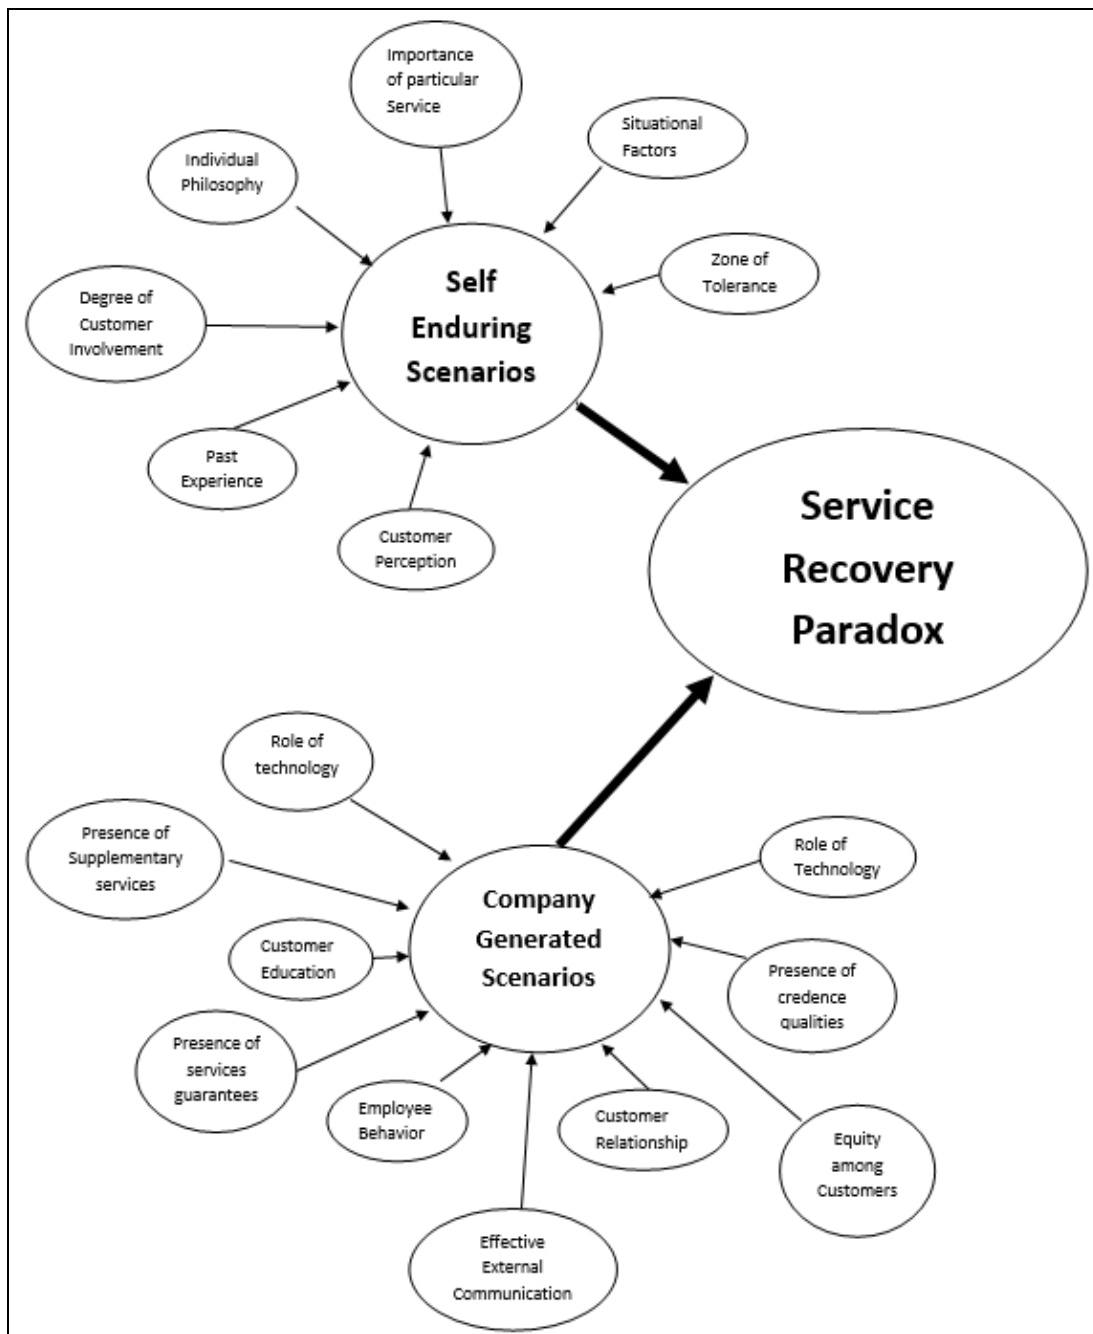 Importance
of particular
Service
Situational
Factors
Individual
Philosophy
Zone of
Tolerance
Self
Enduring
Scenarios
Degree of
Customer
Involvement
Past
Experience
Customer
Perception
Service
Recovery
Paradox
Role of
technology
Presence of
Supplementary
services
Role of
Technology
Company
Generated
Scenarios
Customer
Education
Presence of
credence
qualities
Presence of
services
guarantees
Employee
Behavior
Customer
Relationship
Equity
among
Customers
Effective
External
Communication